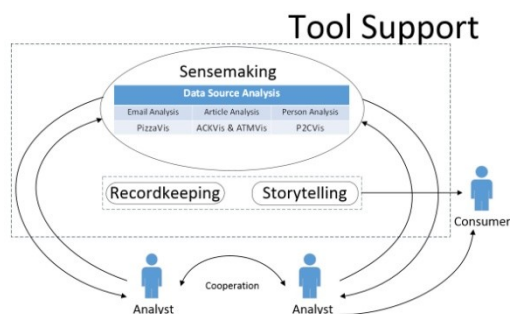 Tool Support
Sensemaking
Data Source Analysis
Email Analysis Article Analysis Person Analysis
PizzaVis ACKVis & ATMVis P2CVis
Recordkeeping Storytelling
Consumer
Cooperation
Analyst Analyst